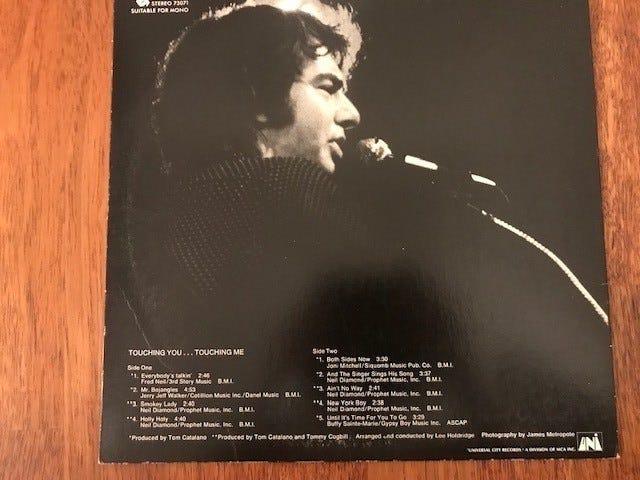 STEREO 73071
SUITABLE FOR MONO
TOUCHING YOU . . . TOUCHING ME
Side One
*1. Everybody's talkin' 2:46
Fred Neil/3rd Story Music B.M.I.
*2. Mr. Bojangles 4:53
Jerry Jeff Walker/Cotillion Music Inc./Danel Music B.M.I.
**3. Smokey Lady 2:40
Neil Diamond/Prophet Music, Inc. B.M.I.
**4. Holly Holy 4:40
Neil Diamond/Prophet Music, Inc. B.M.I.
Side Two
*1. Both Sides Now 3:30
Joni Mitchell/Siquomb Music Pub. Co. B.M.I.
*2. And The Singer Sings His Song 3:37
Neil Diamond/Prophet Music, Inc. B.M.I.
*3. Ain't No Way 2:41
Neil Diamond/Prophet Music, Inc. B.M.I.
**4. New York Boy 2:38
Neil Diamond/Prophet Music, Inc. B.M.I.
*5. Until It's Time For You To Go 3:29
Buffy Sainte-Marie/Gypsy Boy Music Inc. ASCAP
*Produced by Tom Catalano **Produced by Tom Catalano and Tommy Cogbill. Arranged and conducted by Lee Holdridge Photography by James Metropole
UNI
UNIVERSAL CITY RECORDS · A DIVISION OF MCA INC.